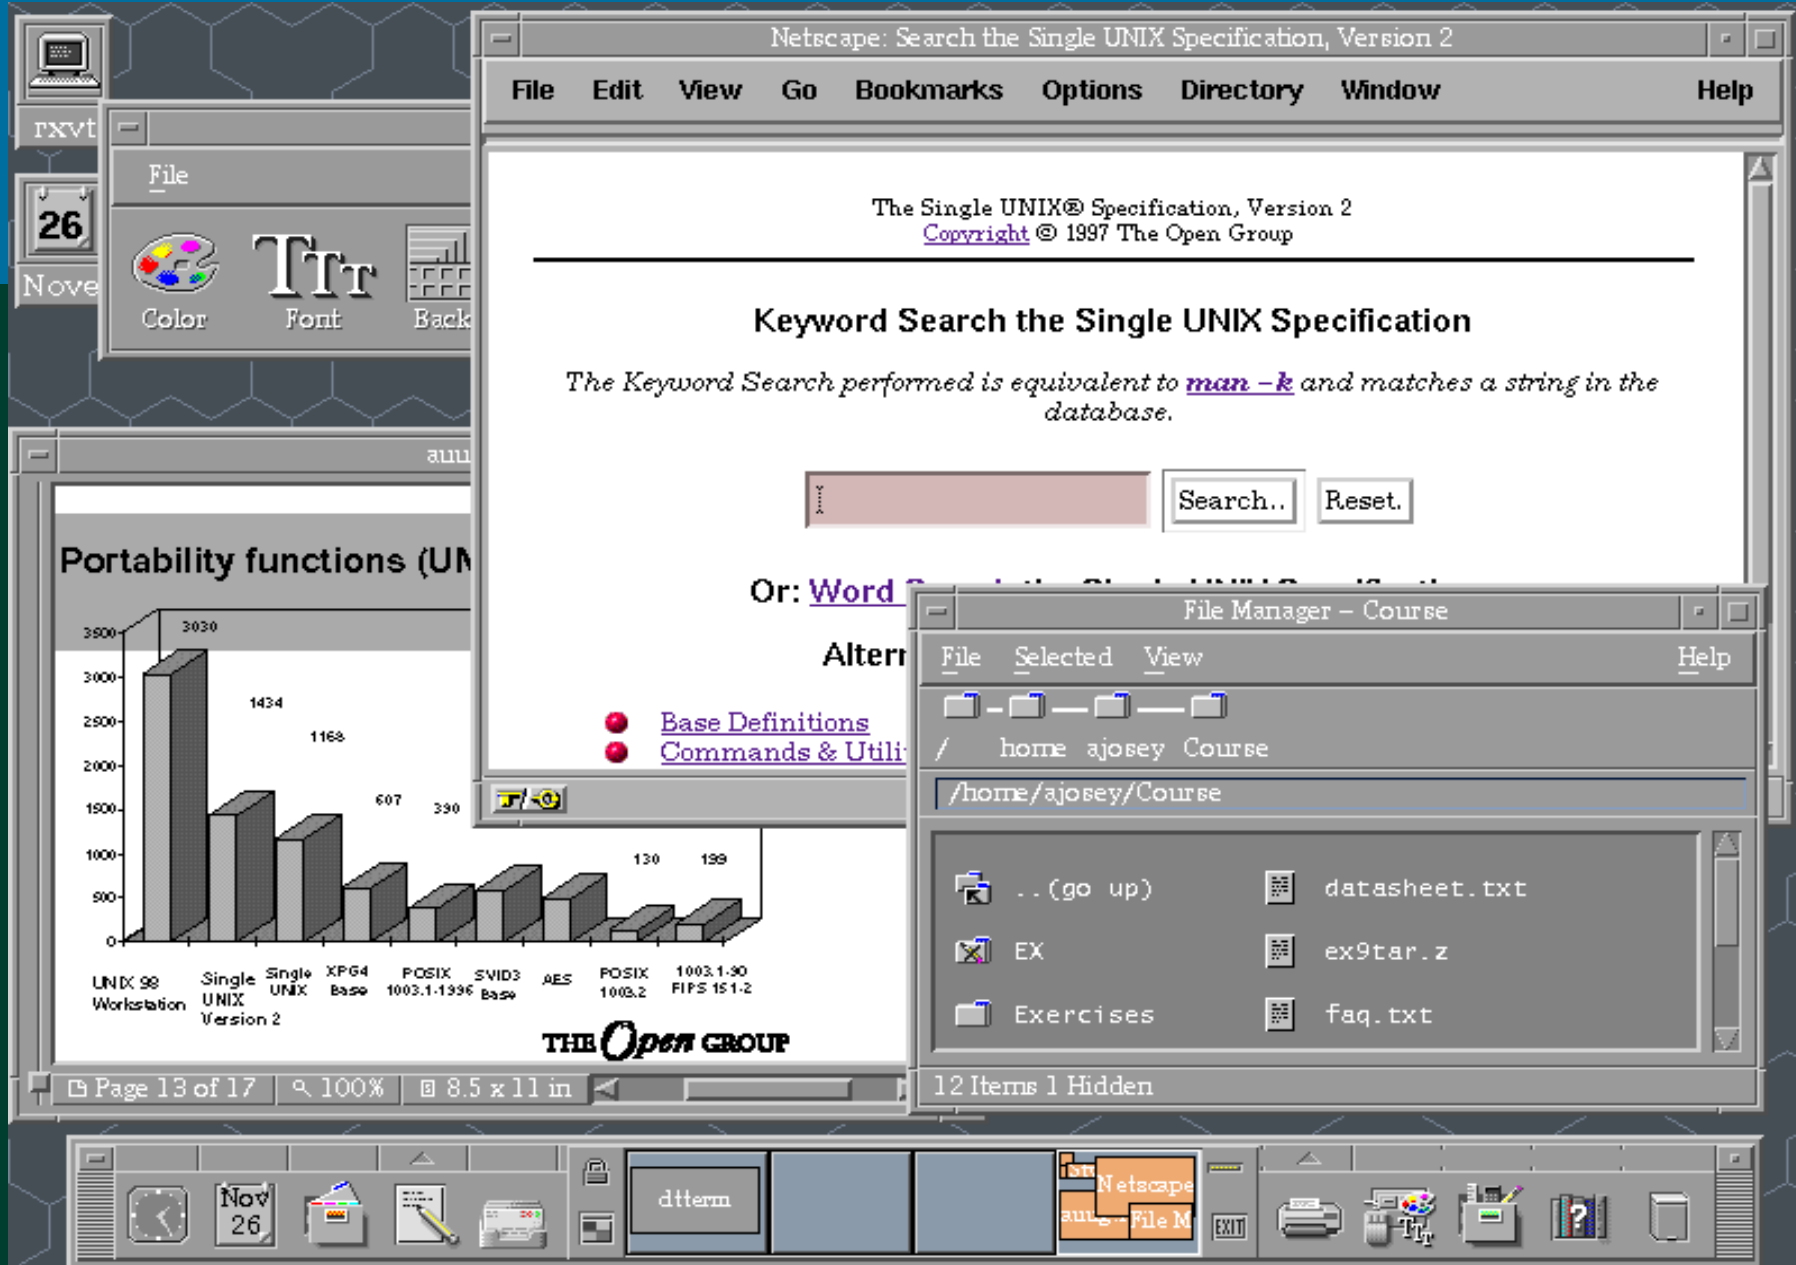 rxvt
26
Nove
File
Color
Font
Back
Netscape: Search the Single UNIX Specification, Version 2
File Edit View Go Bookmarks Options Directory Window Help
The Single UNIX® Specification, Version 2
Copyright © 1997 The Open Group
Keyword Search the Single UNIX Specification
The Keyword Search performed is equivalent to man -k and matches a string in the
database.
Search.. Reset.
Or: Word
Altern
Base Definitions
Commands & Utili
auu
Portability functions (UN
3500
3000
2500
2000
1500
1000
500
0
3030
1434
1168
607
390
130
199
UNIX 98
Workstation
Single
UNIX
Version 2
Single
UNIX
XPG4
Base
POSIX
1003.1-1996
SVID3
Base
AES
POSIX
1003.2
1003.1-90
FIPS 151-2
THE Open GROUP
Page 13 of 17 100% 8.5 x 11 in
File Manager – Course
File Selected View Help
/ home ajosey Course
/home/ajosey/Course
..(go up) datasheet.txt
EX ex9tar.z
Exercises faq.txt
12 Items 1 Hidden
Nov
26
dtterm
Netscape
File M
EXIT